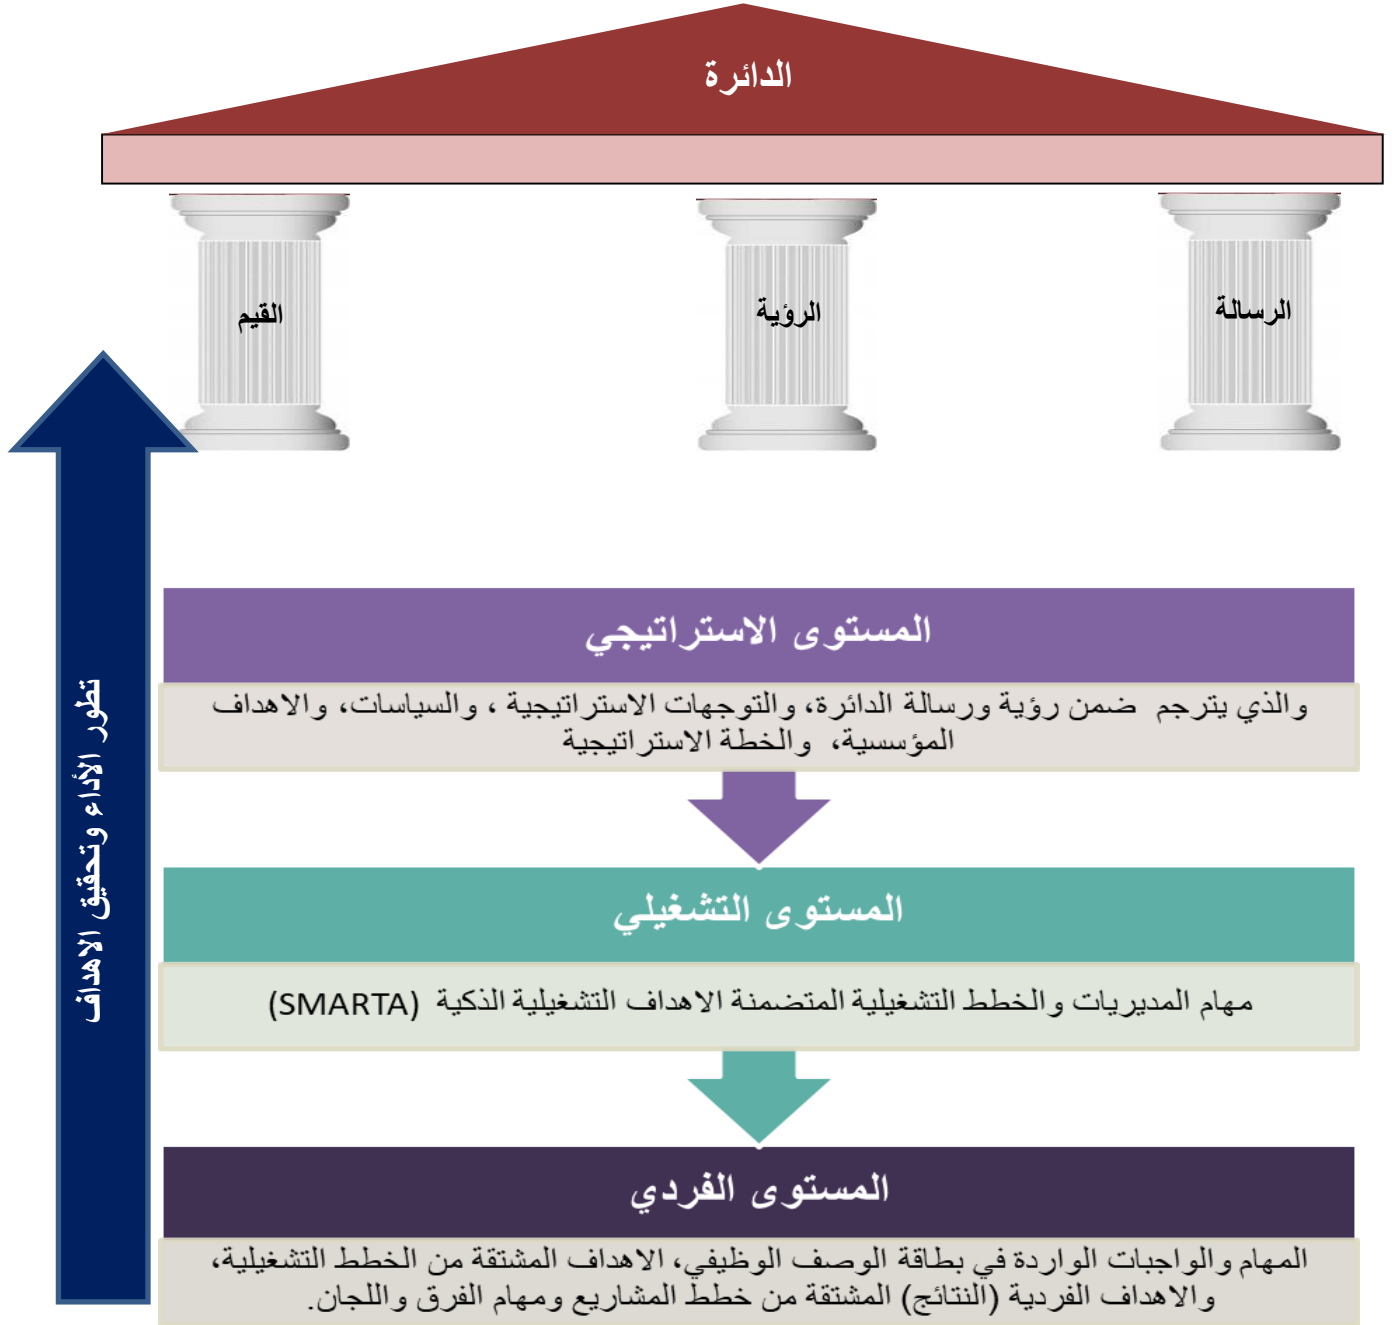 الدائرة
الرسالة
الرؤية
القيم
المستوى الاستراتيجي
والذي يترجم ضمن رؤية ورسالة الدائرة، والتوجهات الاستراتيجية ، والسياسات، والاهداف
المؤسسية، والخطة الاستراتيجية
المستوى التشغيلي
مهام المديريات والخطط التشغيلية المتضمنة الاهداف التشغيلية الذكية (SMARTA)
المستوى الفردي
المهام والواجبات الواردة في بطاقة الوصف الوظيفي، الاهداف المشتقة من الخطط التشغيلية،
والاهداف الفردية (النتائج) المشتقة من خطط المشاريع ومهام الفرق واللجان.
تطور الأداء وتحقيق الاهداف